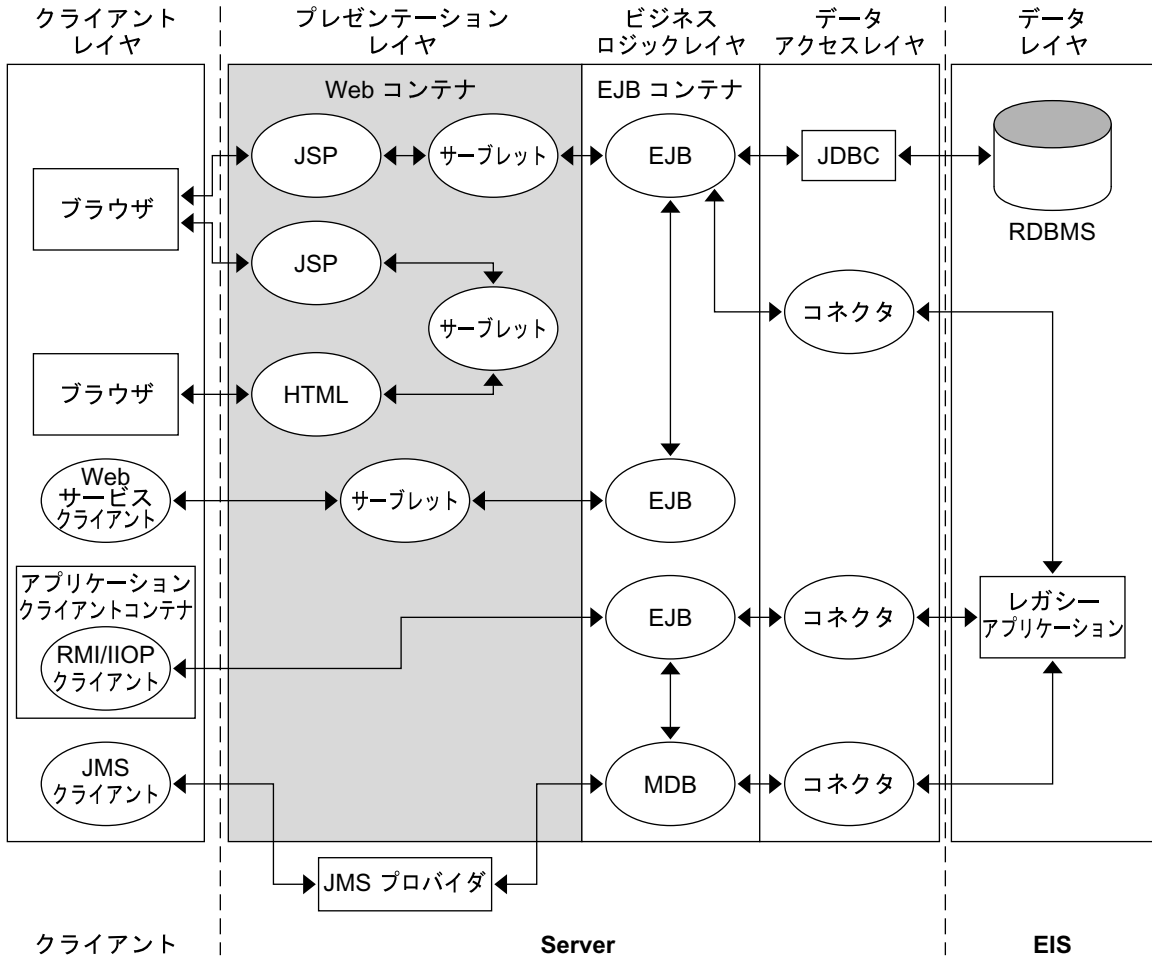 クライアント
レイヤ
プレゼンテーション
レイヤ
ビジネス
ロジックレイヤ
データ
アクセスレイヤ
データ
レイヤ
Web コンテナ
EJB コンテナ
JSP
サーブレット
EJB
JDBC
ブラウザ
RDBMS
JSP
サーブレット
コネクタ
ブラウザ
HTML
Web
サービス
クライアント
サーブレット
EJB
アプリケーション
クライアントコンテナ
RMI/IIOP
クライアント
EJB
コネクタ
レガシー
アプリケーション
JMS
クライアント
MDB
コネクタ
JMS プロバイダ
クライアント
Server
EIS